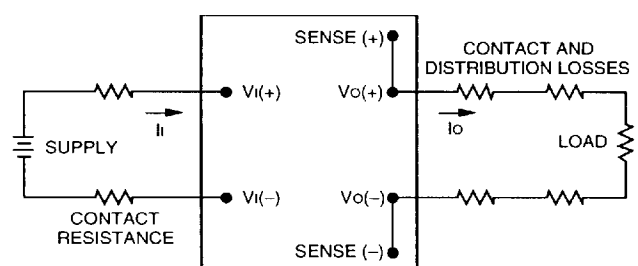 SENSE (+)
CONTACT AND
DISTRIBUTION LOSSES
VI(+)
VO(+)
II
IO
SUPPLY
LOAD
VI(–)
VO(–)
CONTACT
RESISTANCE
SENSE (–)